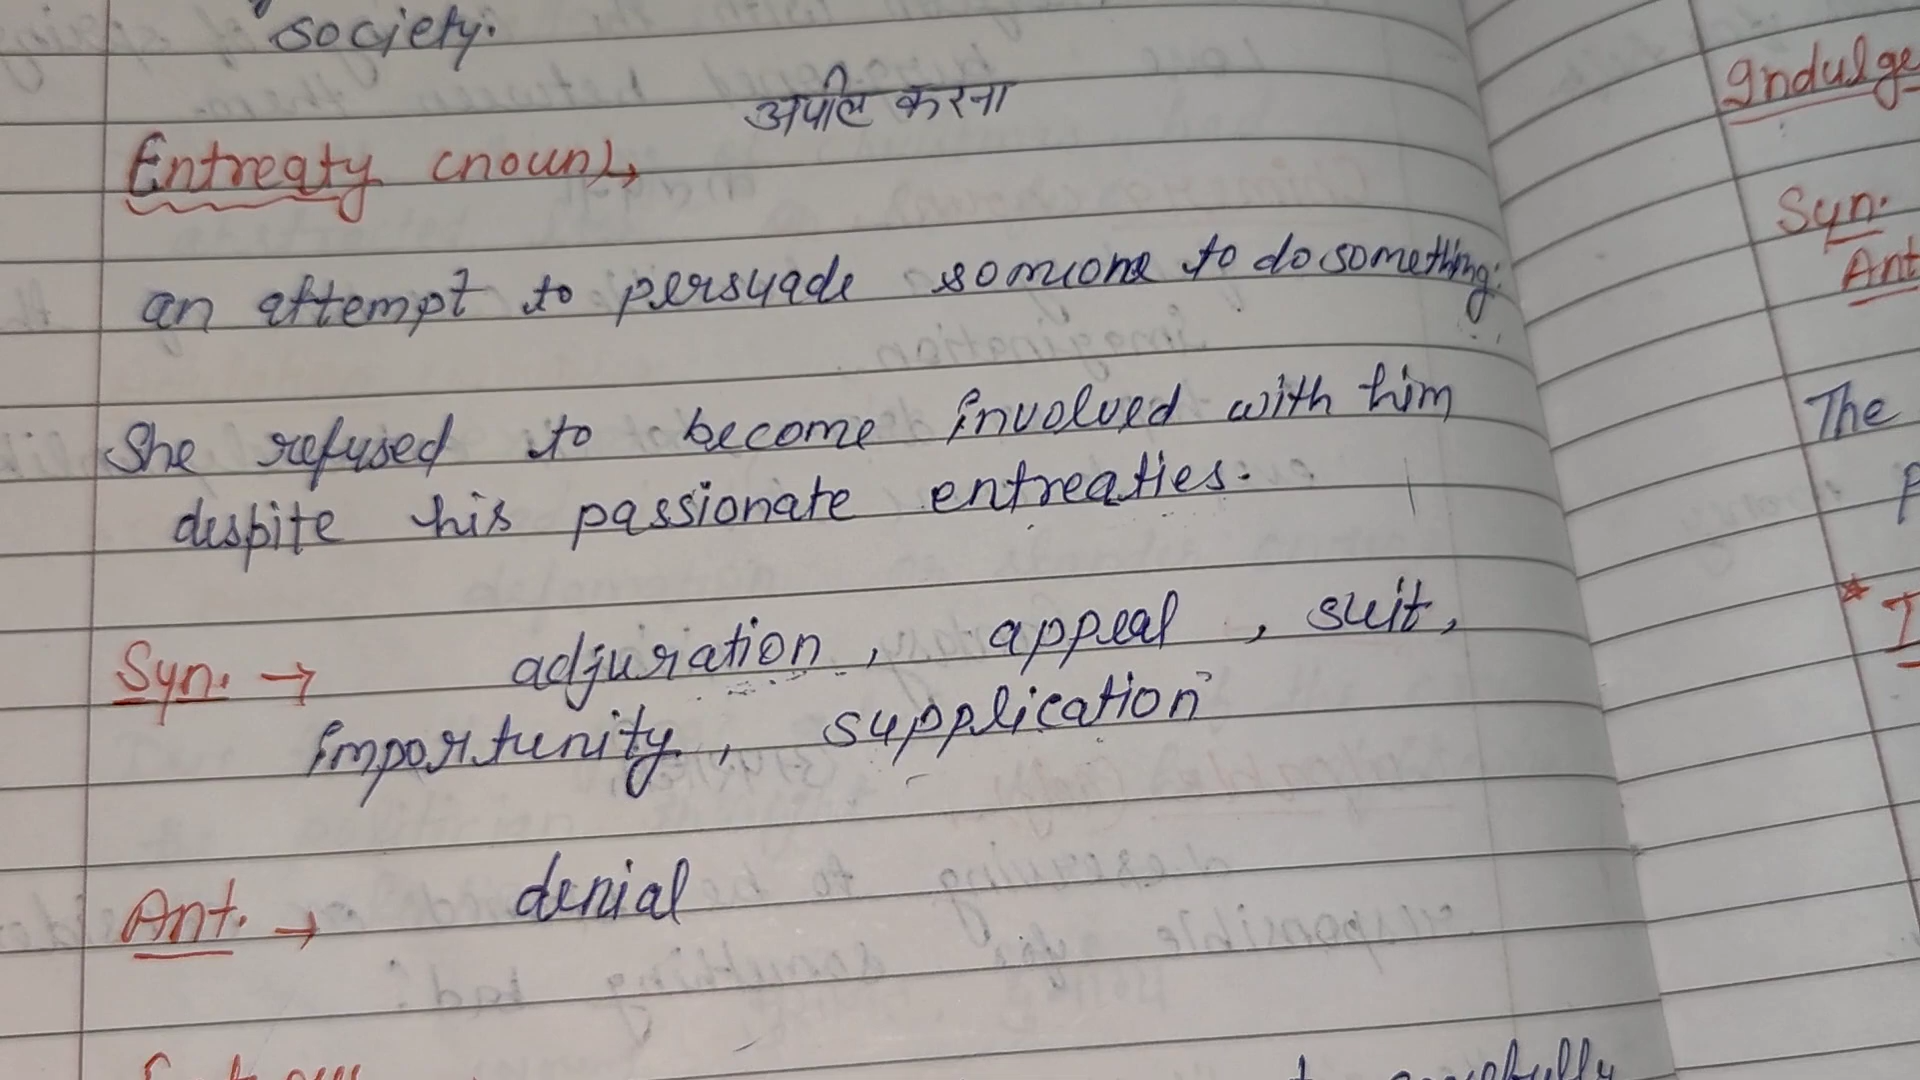 society.
अपील करना
Entreaty (noun)→
an attempt to persuade someone to do something.
She refused to become involved with him
despite his passionate entreaties.
Syn. → adjuration, appeal, suit,
importunity, supplication
Ant. → denial
Indulge
Syn.
Ant
The